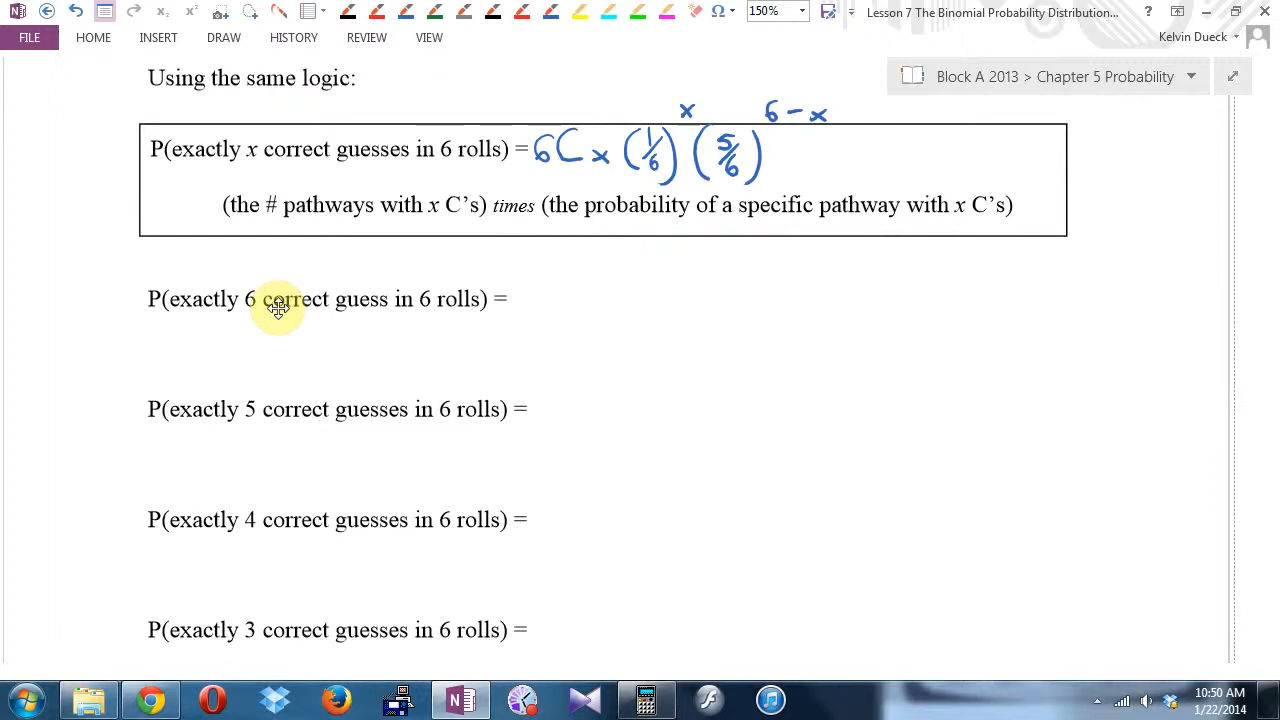 150% Lesson 7 The Binomial Probability Distribution... ?
FILE HOME INSERT DRAW HISTORY REVIEW VIEW Kelvin Dueck
Block A 2013 > Chapter 5 Probability
Using the same logic:
P(exactly x correct guesses in 6 rolls) = 6Cx (1/6)^x (5/6)^6-x
(the # pathways with x C's) times (the probability of a specific pathway with x C's)
P(exactly 6 correct guess in 6 rolls) =
P(exactly 5 correct guesses in 6 rolls) =
P(exactly 4 correct guesses in 6 rolls) =
P(exactly 3 correct guesses in 6 rolls) =
10:50 AM
1/22/2014